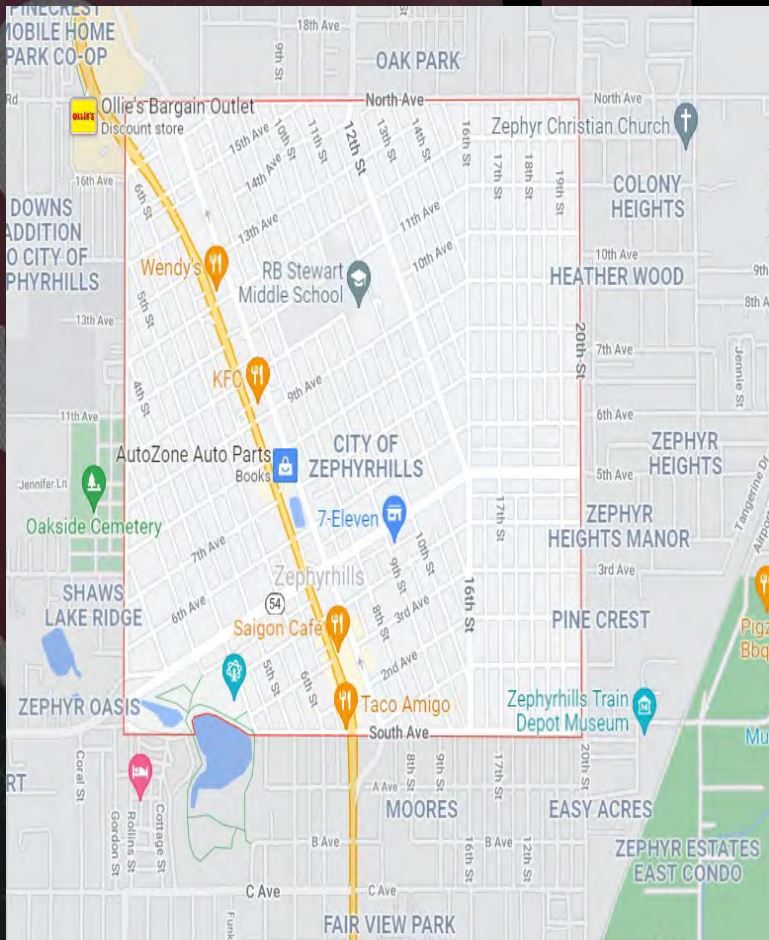 PINECREST
MOBILE HOME
PARK CO-OP
18th Ave
9th St
OAK PARK
Rd
OLLIE'S
Ollie's Bargain Outlet
Discount store
North Ave
North Ave
15th Ave
10th St
11th St
12th St
13th St
14th St
16th St
Zephyr Christian Church
16th Ave
6th St
14th Ave
17th St
18th St
19th St
COLONY
HEIGHTS
DOWNS
ADDITION
TO CITY OF
ZEPHYRHILLS
13th Ave
11th Ave
10th Ave
10th Ave
Wendy's
RB Stewart
Middle School
HEATHER WOOD
9th
8th A
5th St
13th Ave
20th St
7th Ave
Jennie St
KFC
9th Ave
4th St
11th Ave
6th Ave
AutoZone Auto Parts
Books
CITY OF
ZEPHYRHILLS
ZEPHYR
HEIGHTS
5th Ave
Jennifer Ln
Oakside Cemetery
7-Eleven
17th St
ZEPHYR
HEIGHTS MANOR
Tangerine Dr
Airport
7th Ave
10th St
9th St
Zephyrhills
3rd Ave
SHAWS
LAKE RIDGE
6th Ave
54
8th St
3rd Ave
16th St
PINE CREST
Saigon Cafe
Pigz
Bbq
2nd Ave
5th St
6th St
ZEPHYR OASIS
Taco Amigo
Zephyrhills Train
Depot Museum
South Ave
Mu
RT
Coral St
8th St
9th St
17th St
20th St
A Ave
MOORES
EASY ACRES
Gordon St
Rollins St
Cottage St
B Ave
16th St
B Ave
12th St
ZEPHYR ESTATES
EAST CONDO
C Ave
C Ave
Funk
FAIR VIEW PARK